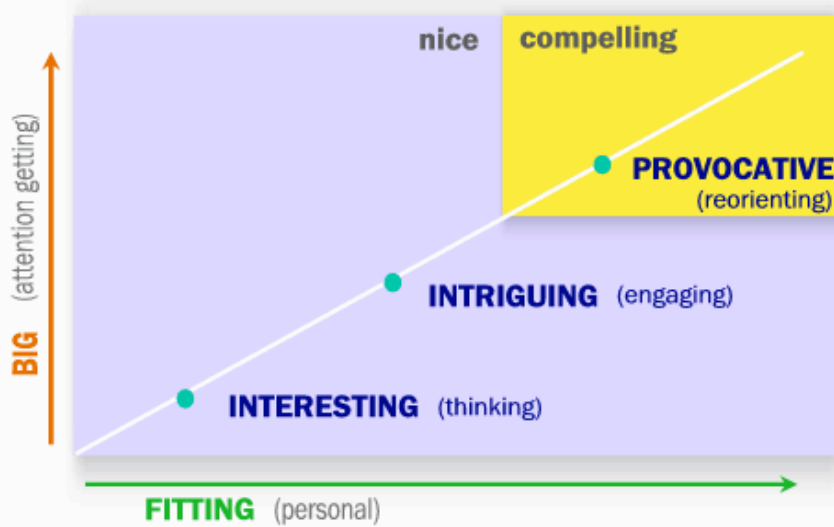 nice compelling
PROVOCATIVE
(reorienting)
INTRIGUING (engaging)
INTERESTING (thinking)
BIG (attention getting)
FITTING (personal)